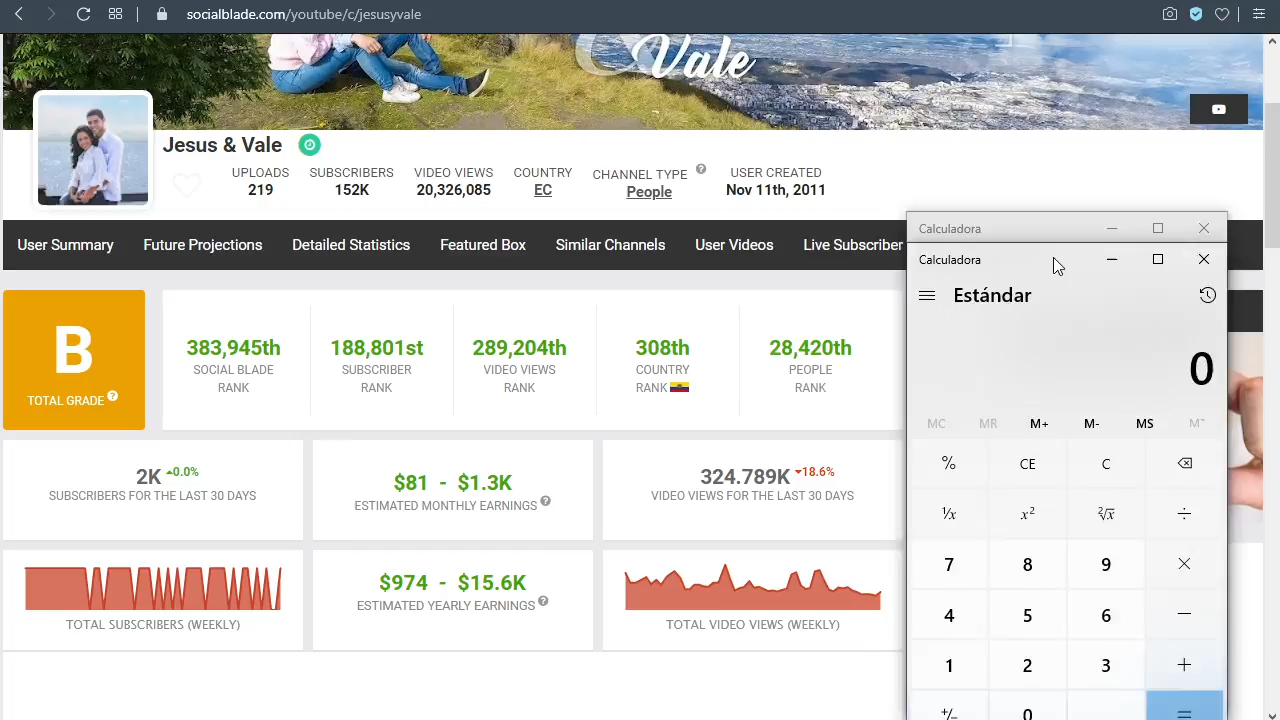 socialblade.com/youtube/c/jesusyvale
Vale
Jesus & Vale
UPLOADS
219
SUBSCRIBERS
152K
VIDEO VIEWS
20,326,085
COUNTRY
EC
CHANNEL TYPE ?
People
USER CREATED
Nov 11th, 2011
User Summary Future Projections Detailed Statistics Featured Box Similar Channels User Videos Live Subscriber
B
TOTAL GRADE ?
383,945th
SOCIAL BLADE
RANK
188,801st
SUBSCRIBER
RANK
289,204th
VIDEO VIEWS
RANK
308th
COUNTRY
RANK
28,420th
PEOPLE
RANK
2K 0.0%
SUBSCRIBERS FOR THE LAST 30 DAYS
$81 - $1.3K
ESTIMATED MONTHLY EARNINGS ?
324.789K 18.6%
VIDEO VIEWS FOR THE LAST 30 DAYS
TOTAL SUBSCRIBERS (WEEKLY)
$974 - $15.6K
ESTIMATED YEARLY EARNINGS ?
TOTAL VIDEO VIEWS (WEEKLY)
Calculadora
Calculadora
Estándar
0
MC MR M+ M- MS M˅
% CE C
¹/x x² ²√x ÷
7 8 9 ×
4 5 6 −
1 2 3 +
+/− 0 =